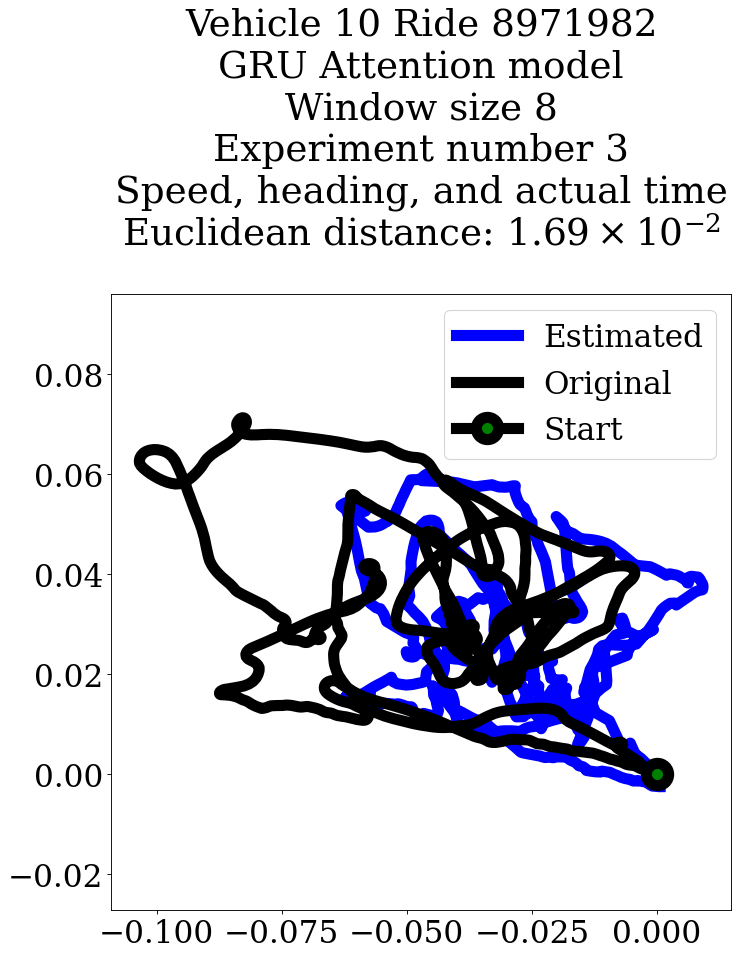 Vehicle 10 Ride 8971982
GRU Attention model
Window size 8
Experiment number 3
Speed, heading, and actual time
Euclidean distance: 1.69 × 10⁻²
Estimated
Original
Start
0.08
0.06
0.04
0.02
0.00
−0.02
−0.100 −0.075 −0.050 −0.025 0.000